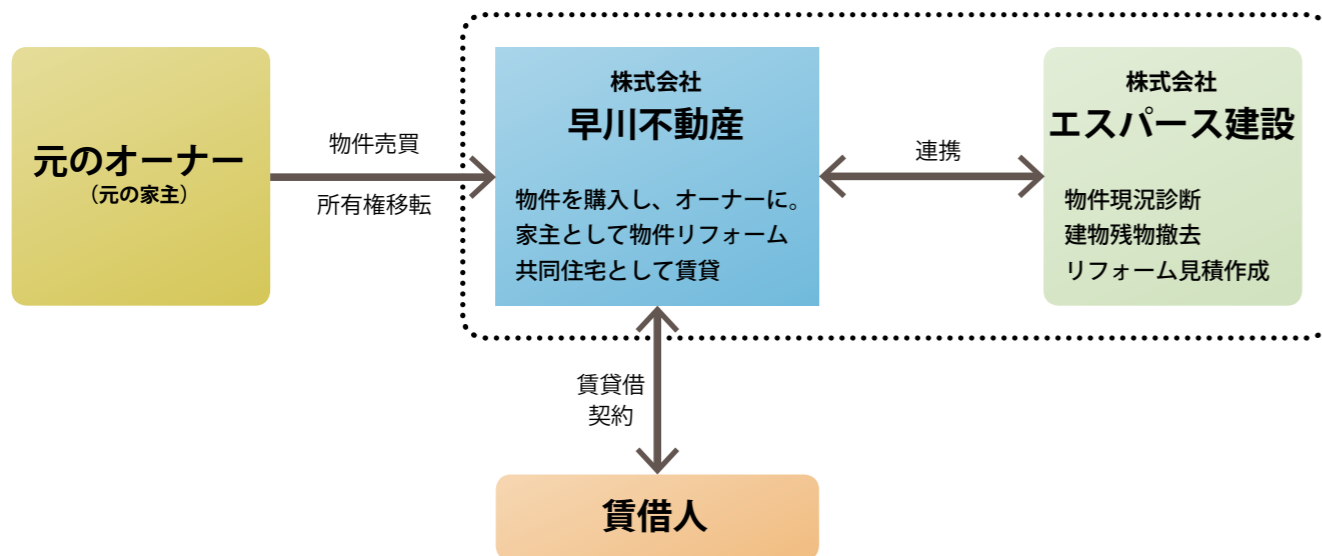 元のオーナー
（元の家主）
物件売買
所有権移転
株式会社
早川不動産
物件を購入し、オーナーに。
家主として物件リフォーム
共同住宅として賃貸
連携
株式会社
エスパース建設
物件現況診断
建物残物撤去
リフォーム見積作成
賃貸借
契約
賃借人